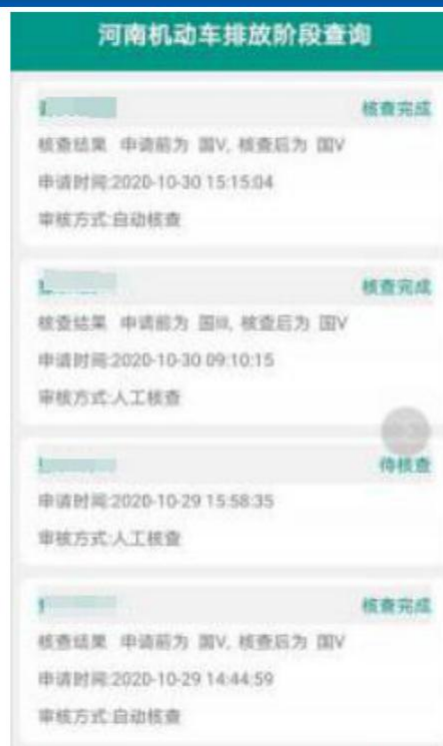 河南机动车排放阶段查询
核查完成
核查结果 申请前为 国V, 核查后为 国V
申请时间:2020-10-30 15:15:04
审核方式:自动核查
核查完成
核查结果 申请前为 国III, 核查后为 国V
申请时间:2020-10-30 09:10:15
审核方式:人工核查
待核查
申请时间:2020-10-29 15:58:35
审核方式:人工核查
核查完成
核查结果 申请前为 国V, 核查后为 国V
申请时间:2020-10-29 14:44:59
审核方式:自动核查